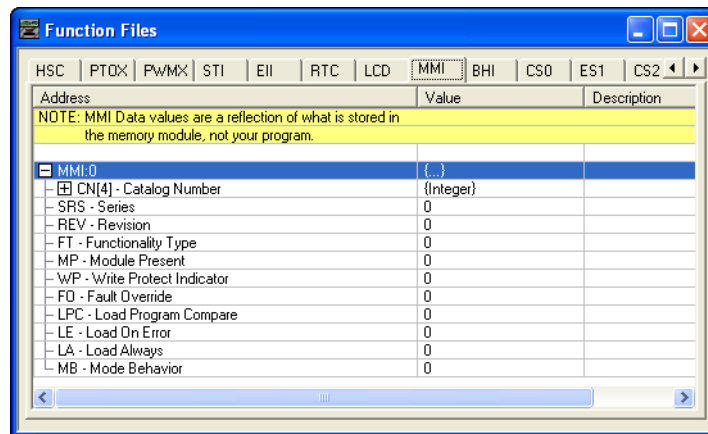 Function Files
HSC PTOX PWMX STI EII RTC LCD MMI BHI CS0 ES1 CS2
Address Value Description
NOTE: MMI Data values are a reflection of what is stored in
the memory module, not your program.
MMI:0 {...}
CN[4] - Catalog Number {Integer}
SRS - Series 0
REV - Revision 0
FT - Functionality Type 0
MP - Module Present 0
WP - Write Protect Indicator 0
FO - Fault Override 0
LPC - Load Program Compare 0
LE - Load On Error 0
LA - Load Always 0
MB - Mode Behavior 0